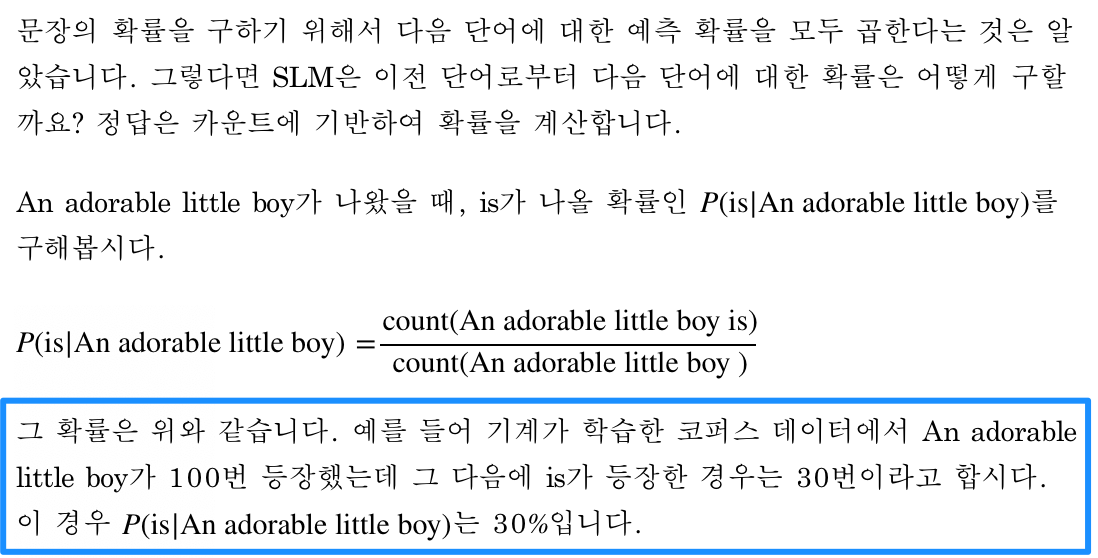 문장의 확률을 구하기 위해서 다음 단어에 대한 예측 확률을 모두 곱한다는 것은 알
았습니다. 그렇다면 SLM은 이전 단어로부터 다음 단어에 대한 확률은 어떻게 구할
까요? 정답은 카운트에 기반하여 확률을 계산합니다.
An adorable little boy가 나왔을 때, is가 나올 확률인 P(is|An adorable little boy)를
구해봅시다.
P(is|An adorable little boy) = count(An adorable little boy is)
count(An adorable little boy )
그 확률은 위와 같습니다. 예를 들어 기계가 학습한 코퍼스 데이터에서 An adorable
little boy가 100번 등장했는데 그 다음에 is가 등장한 경우는 30번이라고 합시다.
이 경우 P(is|An adorable little boy)는 30%입니다.